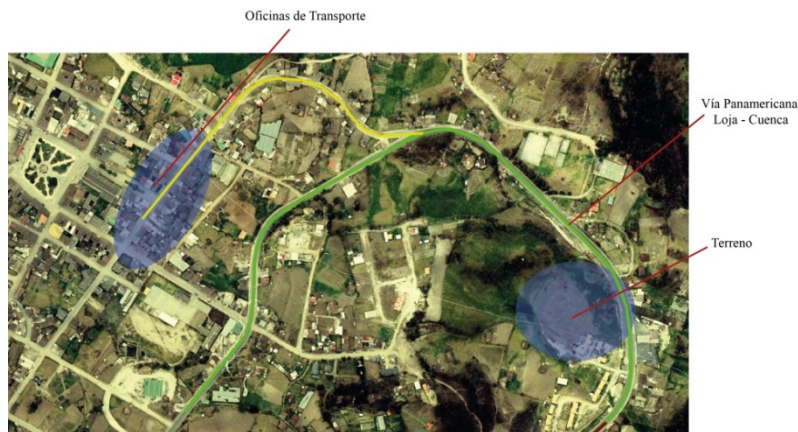 Oficinas de Transporte
Vía Panamericana
Loja - Cuenca
Terreno